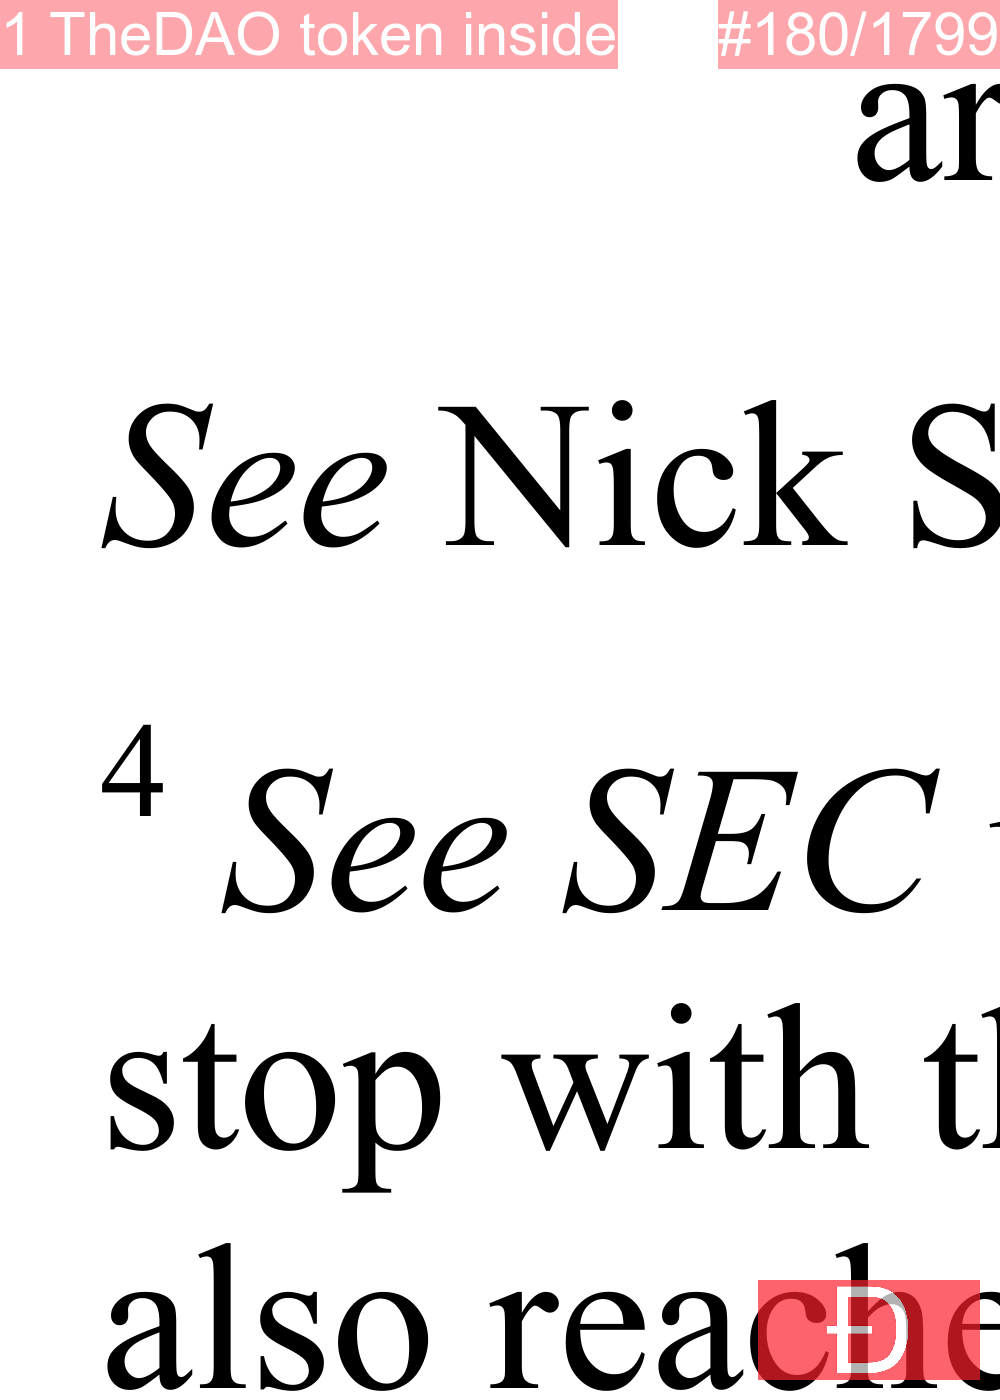 1 TheDAO token inside #180/1799
ar
See Nick S
4 See SEC
stop with th
also reache
Đ